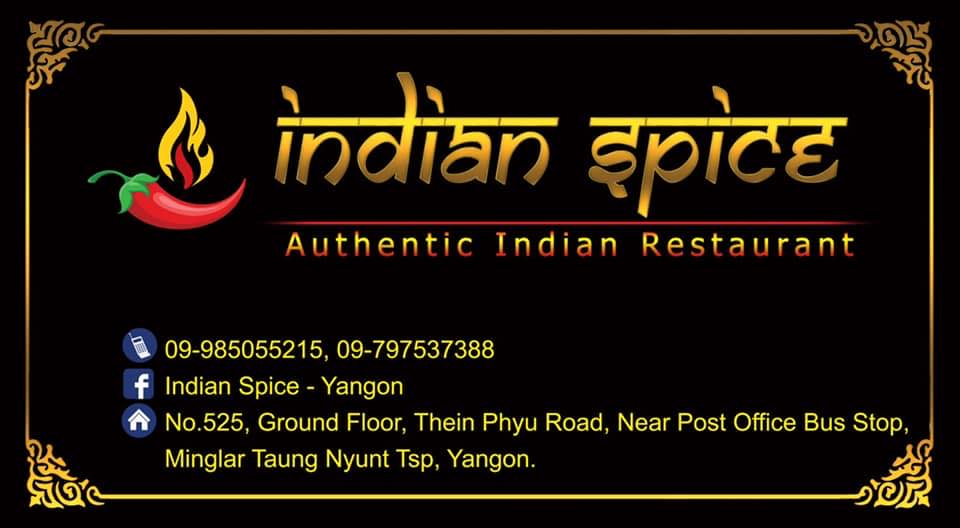 indian spice
Authentic Indian Restaurant
09-985055215, 09-797537388
f Indian Spice - Yangon
No.525, Ground Floor, Thein Phyu Road, Near Post Office Bus Stop,
Minglar Taung Nyunt Tsp, Yangon.